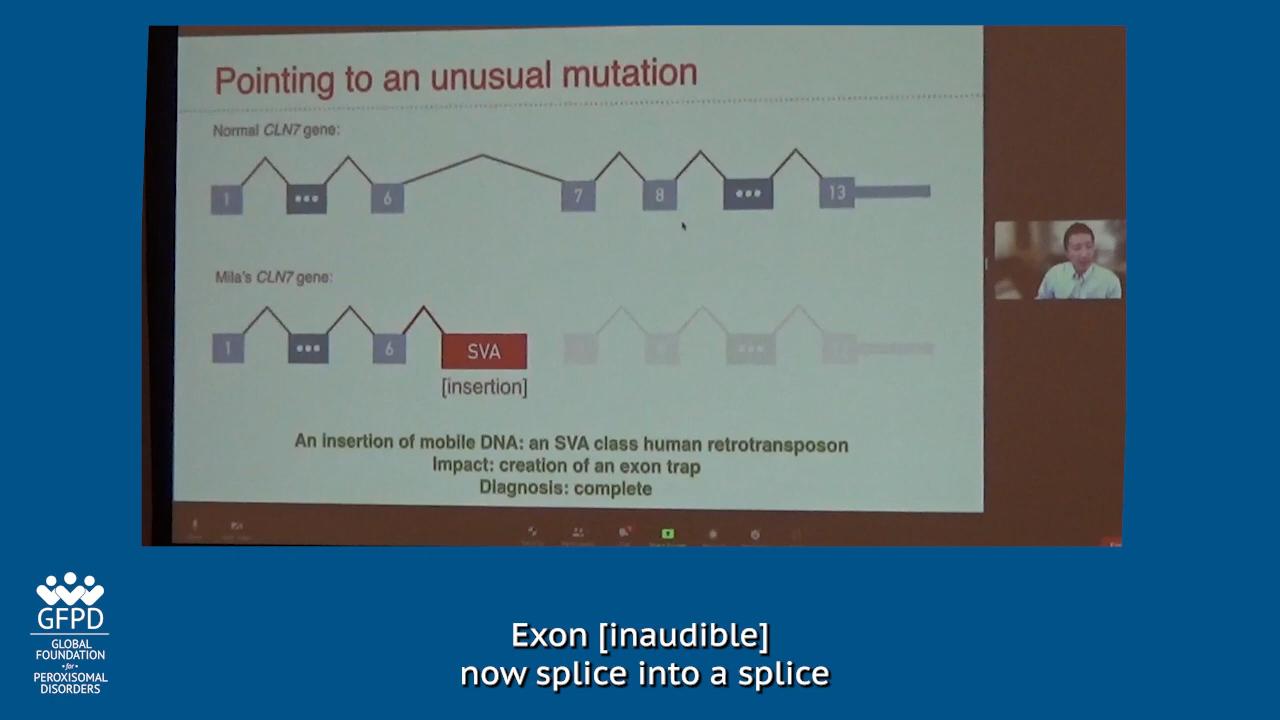 Pointing to an unusual mutation
Normal CLN7 gene:
1 ••• 6 7 8 ••• 13
Mila's CLN7 gene:
1 ••• 6 SVA
[insertion]
An insertion of mobile DNA: an SVA class human retrotransposon
Impact: creation of an exon trap
Diagnosis: complete
GFPD
GLOBAL
FOUNDATION
for
PEROXISOMAL
DISORDERS
Exon [inaudible]
now splice into a splice